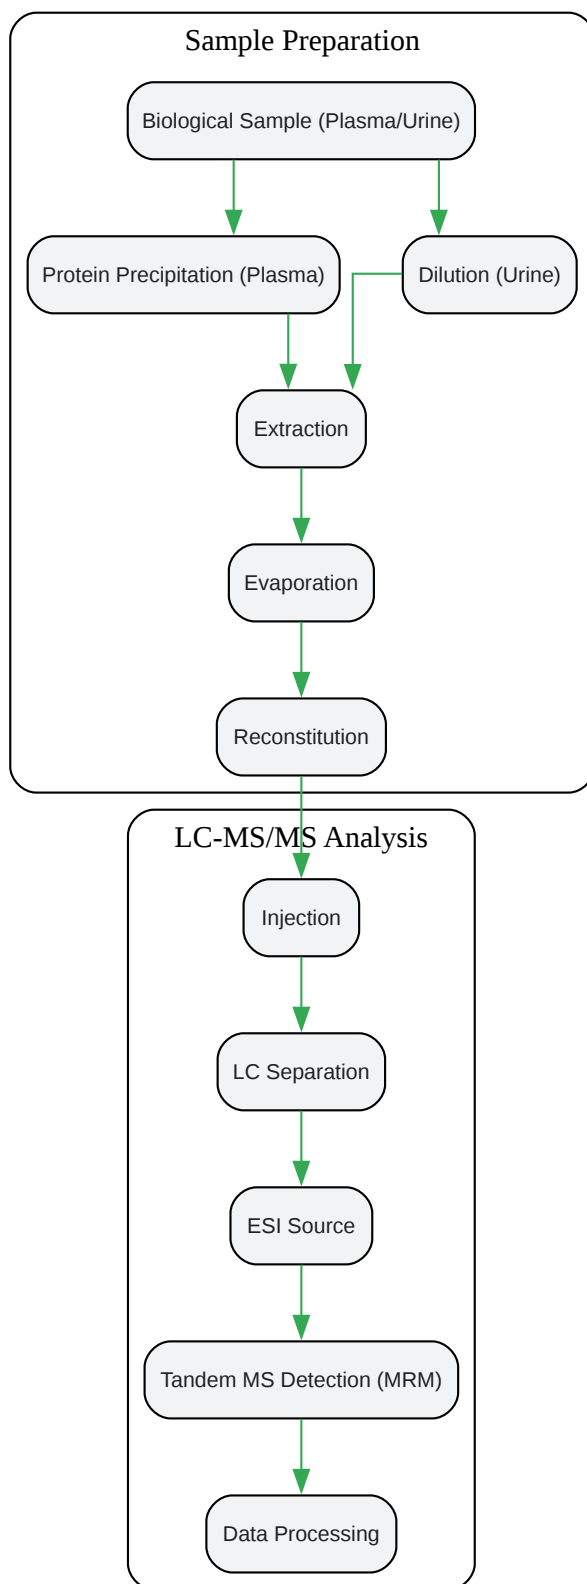 Sample Preparation
Biological Sample (Plasma/Urine)
Protein Precipitation (Plasma)
Dilution (Urine)
Extraction
Evaporation
Reconstitution
LC-MS/MS Analysis
Injection
LC Separation
ESI Source
Tandem MS Detection (MRM)
Data Processing